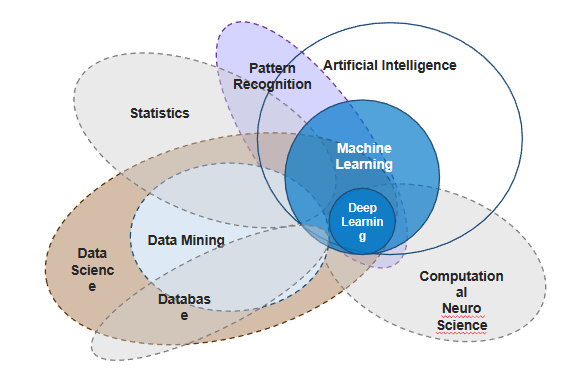 Pattern
Recognition
Artificial Intelligence
Statistics
Machine
Learning
Deep
Learnin
g
Data Mining
Data
Scienc
e
Databas
e
Computation
al
Neuro
Science